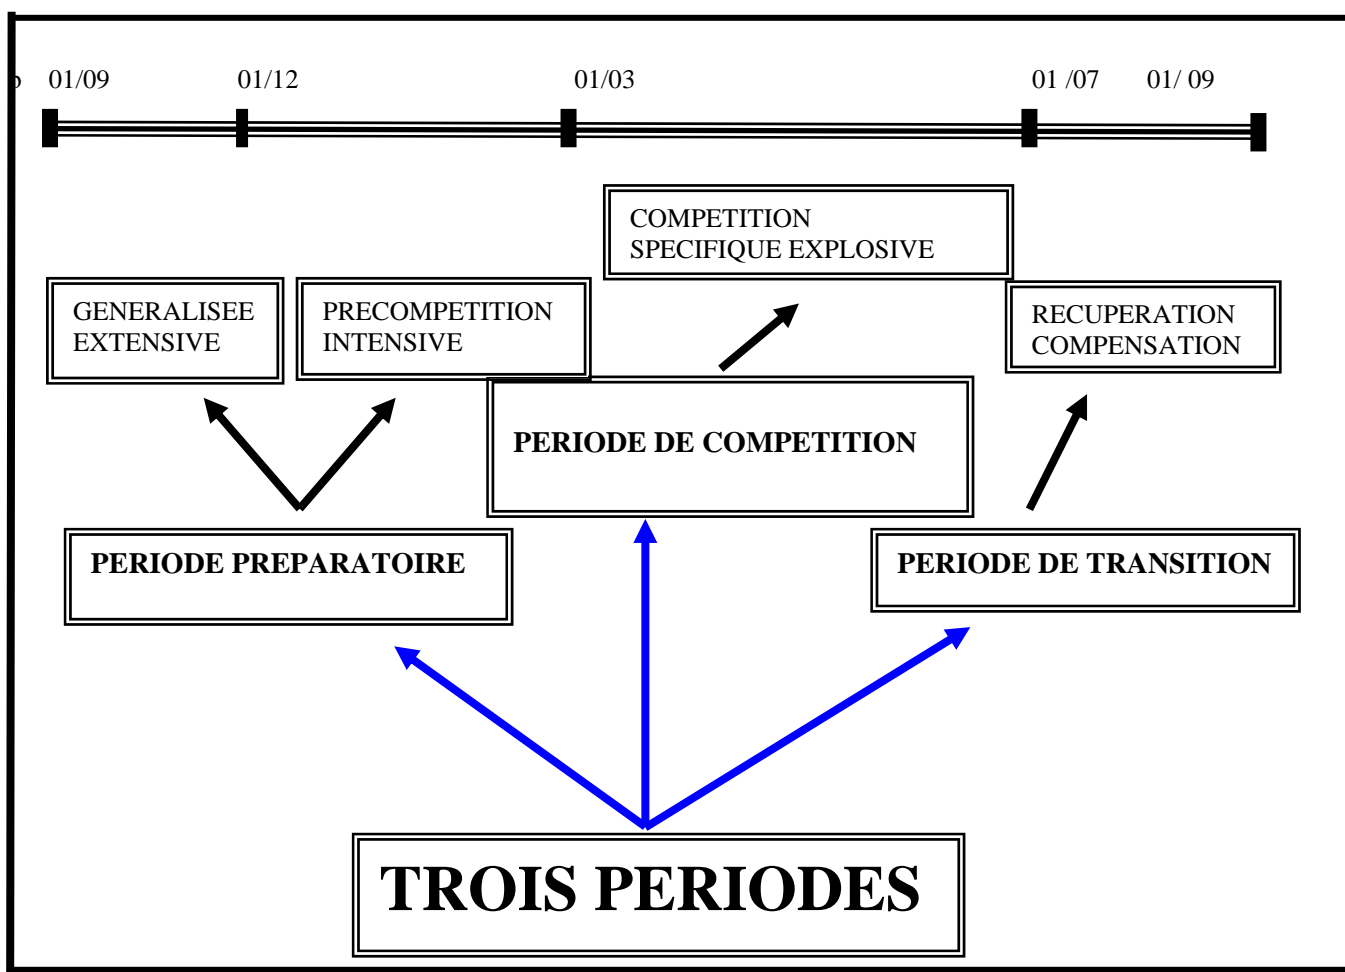 01/09 01/12 01/03 01 /07 01/ 09
COMPETITION
SPECIFIQUE EXPLOSIVE
GENERALISEE
EXTENSIVE
PRECOMPETITION
INTENSIVE
RECUPERATION
COMPENSATION
PERIODE DE COMPETITION
PERIODE PREPARATOIRE
PERIODE DE TRANSITION
TROIS PERIODES